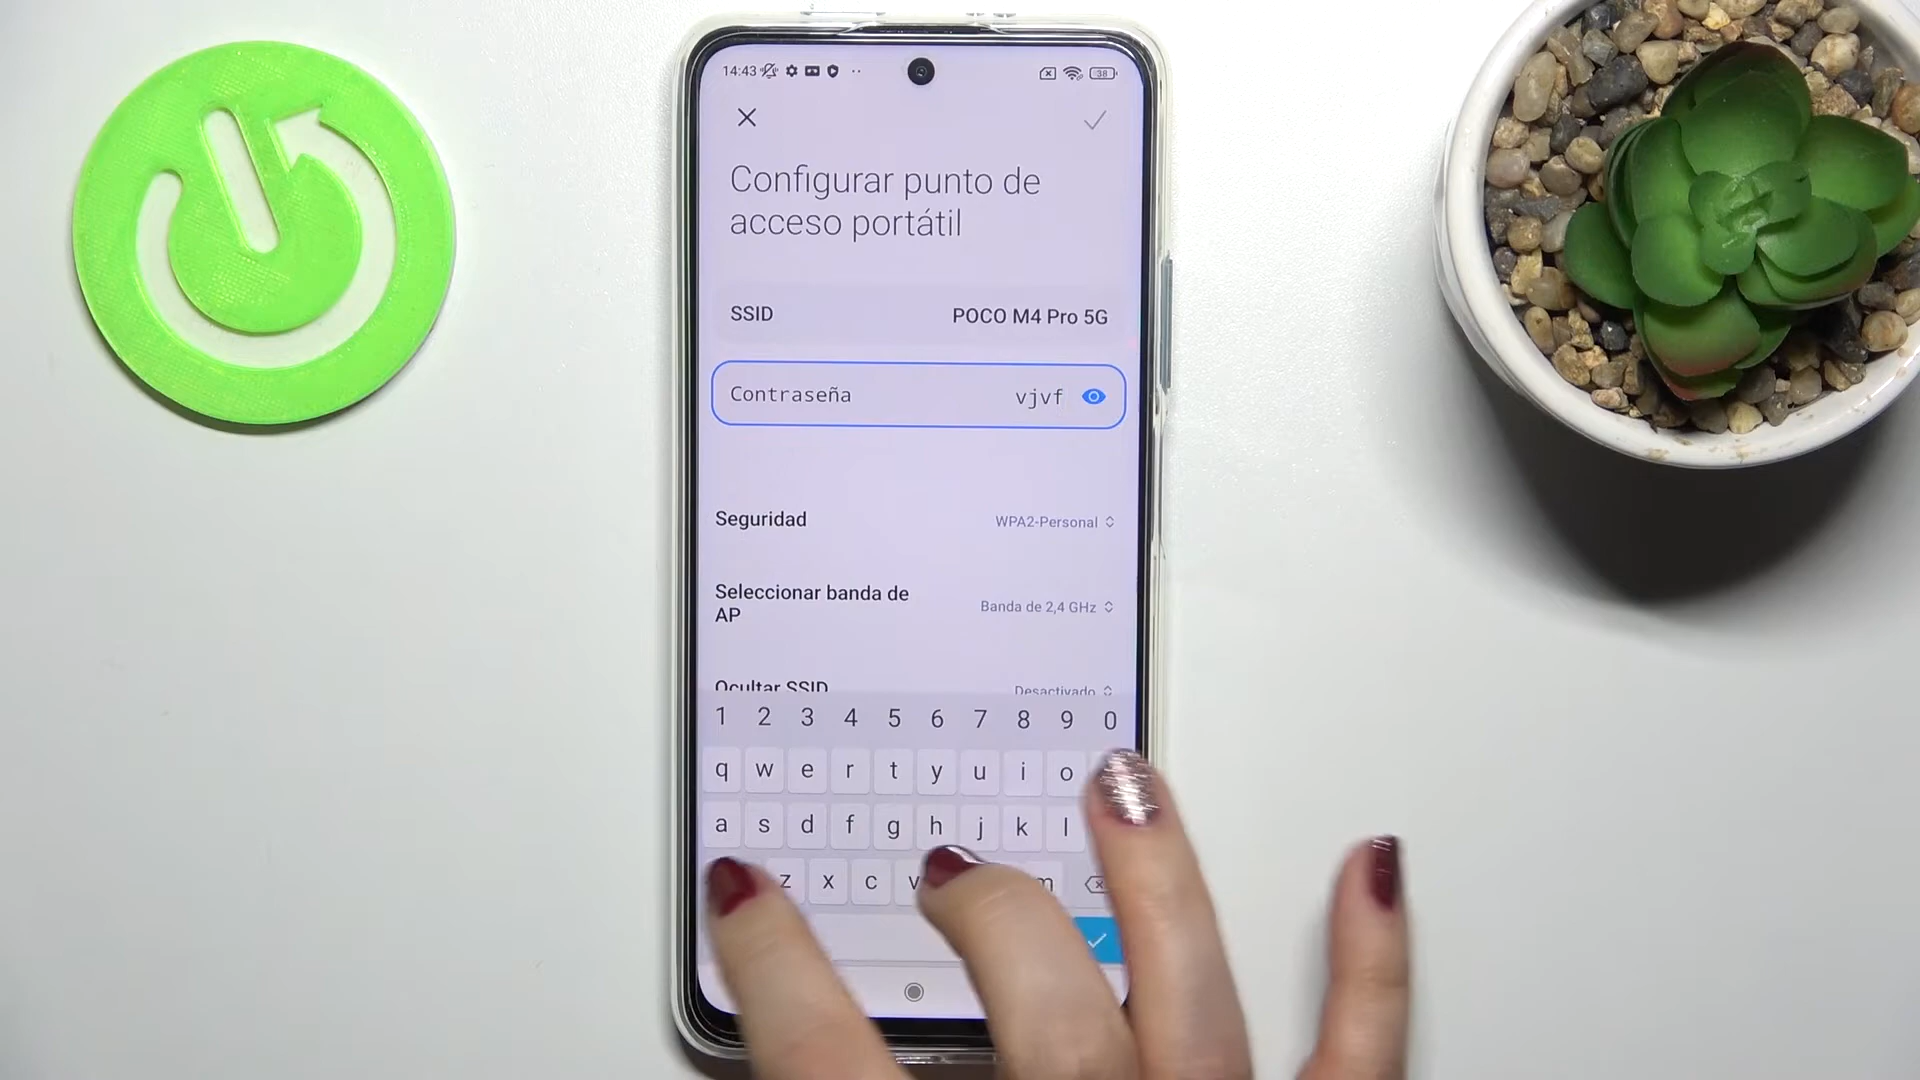 14:43 38
Configurar punto de
acceso portátil
SSID POCO M4 Pro 5G
Contraseña vjvf
Seguridad WPA2-Personal
Seleccionar banda de
AP
Banda de 2,4 GHz
Ocultar SSID Desactivado
1 2 3 4 5 6 7 8 9 0
q w e r t y u i o
a s d f g h j k l
z x c v m